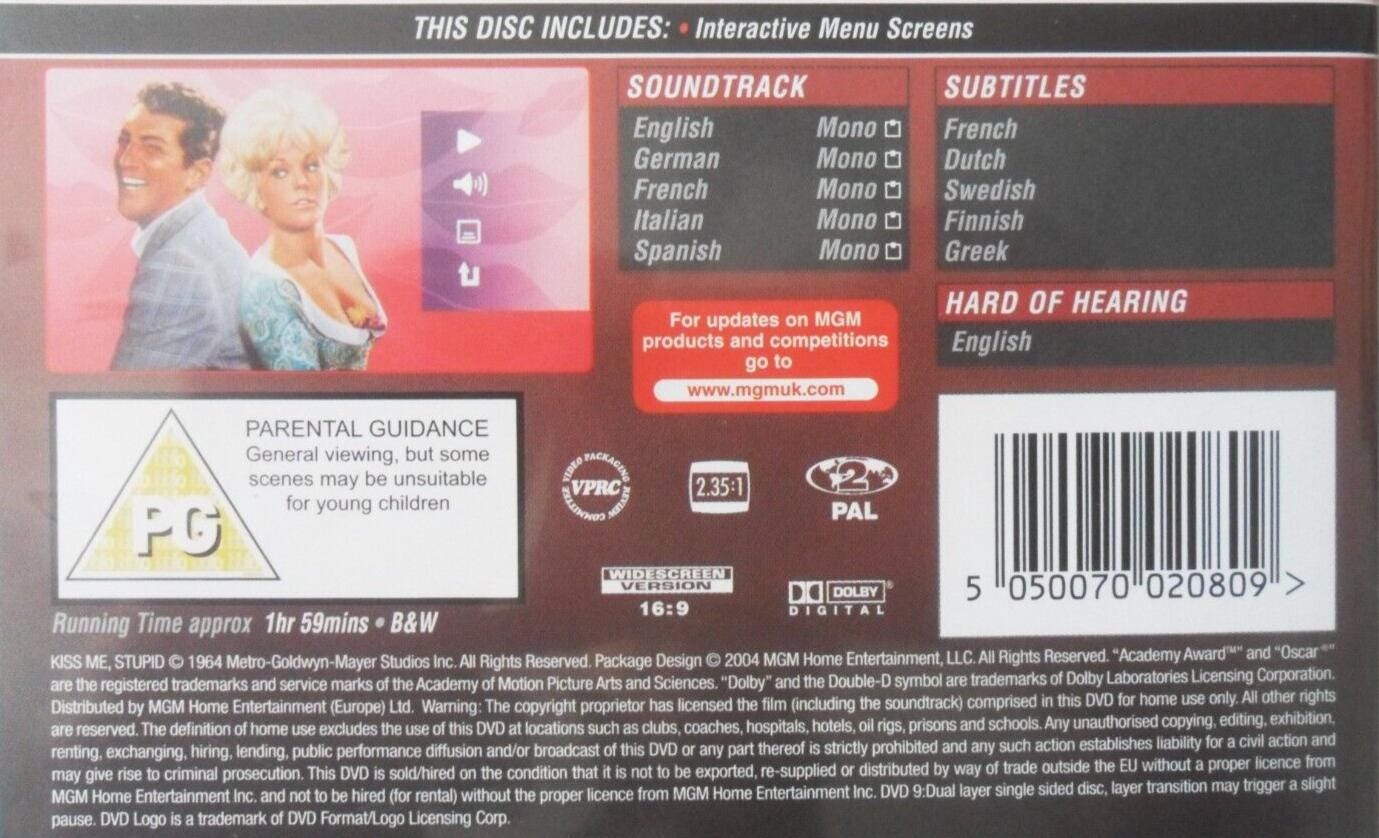 THIS DISC INCLUDES: • Interactive Menu Screens
SOUNDTRACK
English Mono
German Mono
French Mono
Italian Mono
Spanish Mono
SUBTITLES
French
Dutch
Swedish
Finnish
Greek
HARD OF HEARING
English
For updates on MGM
products and competitions
go to
www.mgmuk.com
PARENTAL GUIDANCE
General viewing, but some
scenes may be unsuitable
for young children
PG
VIDEO PACKAGING REVIEW COMMITTEE
VPRC
2.35:1
2
PAL
WIDESCREEN
VERSION
16:9
DOLBY®
DIGITAL
5 050070 020809 >
Running Time approx 1hr 59mins • B&W
KISS ME, STUPID © 1964 Metro-Goldwyn-Mayer Studios Inc. All Rights Reserved. Package Design © 2004 MGM Home Entertainment, LLC. All Rights Reserved. "Academy Award™" and "Oscar®"
are the registered trademarks and service marks of the Academy of Motion Picture Arts and Sciences. "Dolby" and the Double-D symbol are trademarks of Dolby Laboratories Licensing Corporation.
Distributed by MGM Home Entertainment (Europe) Ltd. Warning: The copyright proprietor has licensed the film (including the soundtrack) comprised in this DVD for home use only. All other rights
are reserved. The definition of home use excludes the use of this DVD at locations such as clubs, coaches, hospitals, hotels, oil rigs, prisons and schools. Any unauthorised copying, editing, exhibition,
renting, exchanging, hiring, lending, public performance diffusion and/or broadcast of this DVD or any part thereof is strictly prohibited and any such action establishes liability for a civil action and
may give rise to criminal prosecution. This DVD is sold/hired on the condition that it is not to be exported, re-supplied or distributed by way of trade outside the EU without a proper licence from
MGM Home Entertainment Inc. and not to be hired (for rental) without the proper licence from MGM Home Entertainment Inc. DVD 9:Dual layer single sided disc, layer transition may trigger a slight
pause. DVD Logo is a trademark of DVD Format/Logo Licensing Corp.